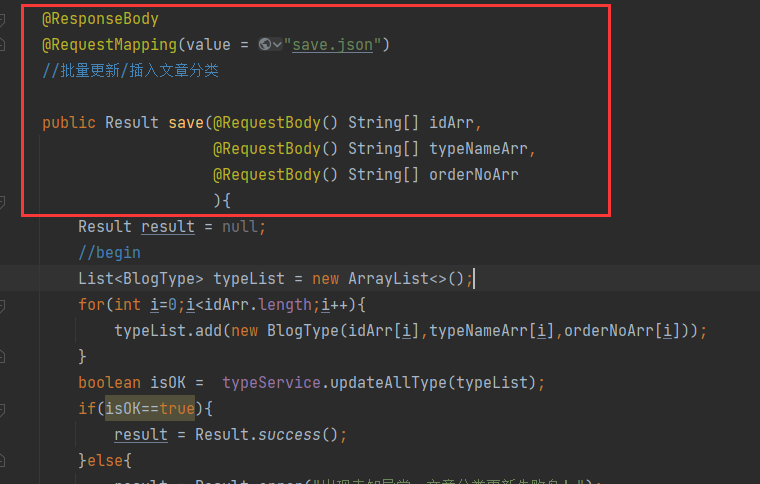 @ResponseBody
@RequestMapping(value = "save.json")
//批量更新/插入文章分类
public Result save(@RequestBody() String[] idArr,
@RequestBody() String[] typeNameArr,
@RequestBody() String[] orderNoArr
){
Result result = null;
//begin
List<BlogType> typeList = new ArrayList<>();
for(int i=0;i<idArr.length;i++){
typeList.add(new BlogType(idArr[i],typeNameArr[i],orderNoArr[i]));
}
boolean isOK = typeService.updateAllType(typeList);
if(isOK==true){
result = Result.success();
}else{